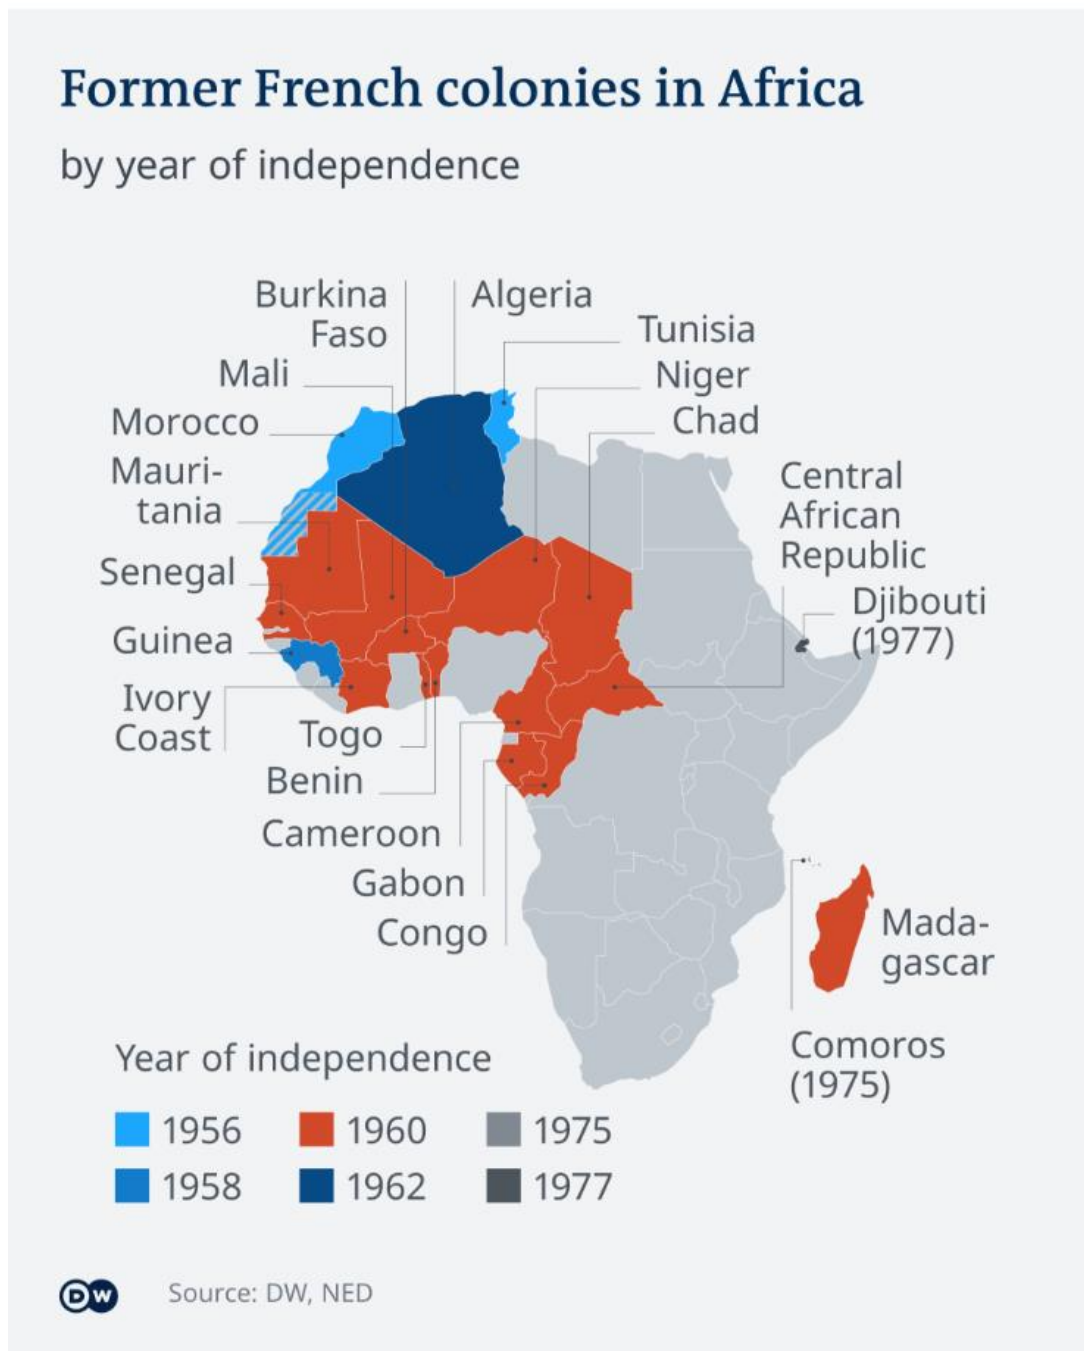 Former French colonies in Africa
by year of independence
Burkina
Faso
Algeria
Tunisia
Mali
Niger
Morocco
Chad
Mauri-
tania
Central
African
Republic
Senegal
Djibouti
(1977)
Guinea
Ivory
Coast
Togo
Benin
Cameroon
Gabon
Congo
Mada-
gascar
Comoros
(1975)
Year of independence
1956
1960
1975
1958
1962
1977
DW
Source: DW, NED